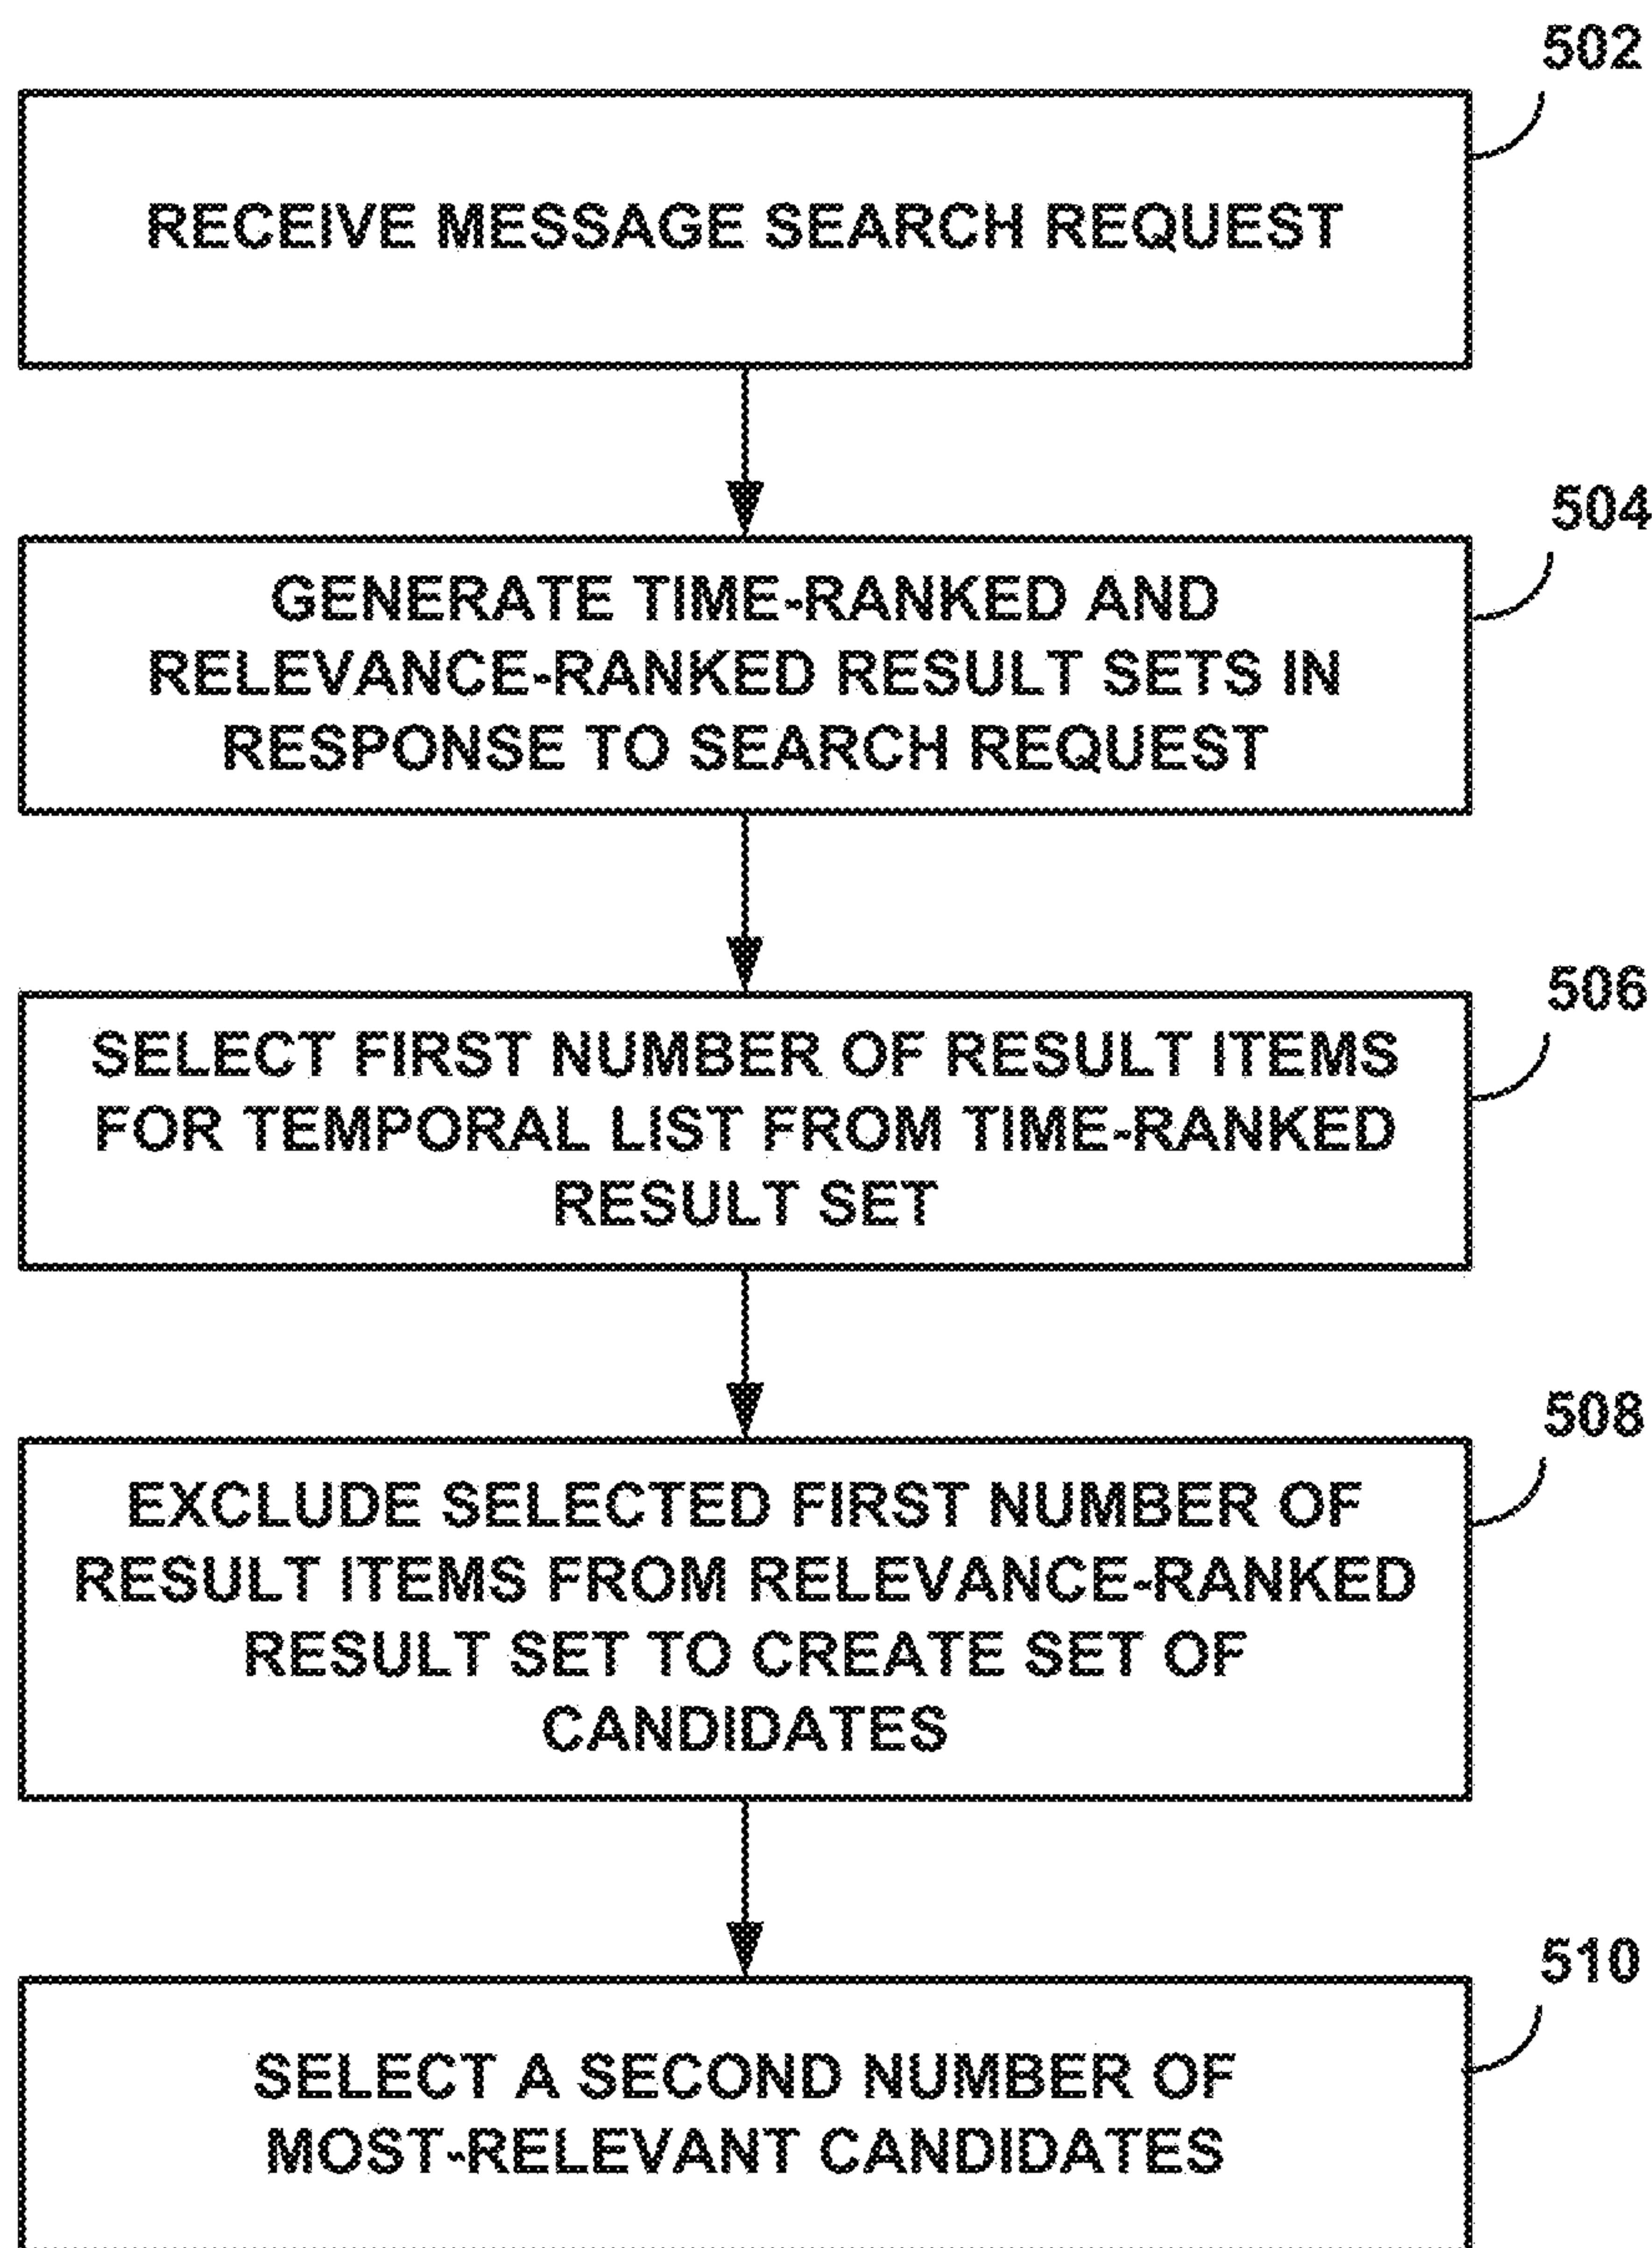 502
RECEIVE MESSAGE SEARCH REQUEST
504
GENERATE TIME-RANKED AND
RELEVANCE-RANKED RESULT SETS IN
RESPONSE TO SEARCH REQUEST
506
SELECT FIRST NUMBER OF RESULT ITEMS
FOR TEMPORAL LIST FROM TIME-RANKED
RESULT SET
508
EXCLUDE SELECTED FIRST NUMBER OF
RESULT ITEMS FROM RELEVANCE-RANKED
RESULT SET TO CREATE SET OF
CANDIDATES
510
SELECT A SECOND NUMBER OF
MOST-RELEVANT CANDIDATES